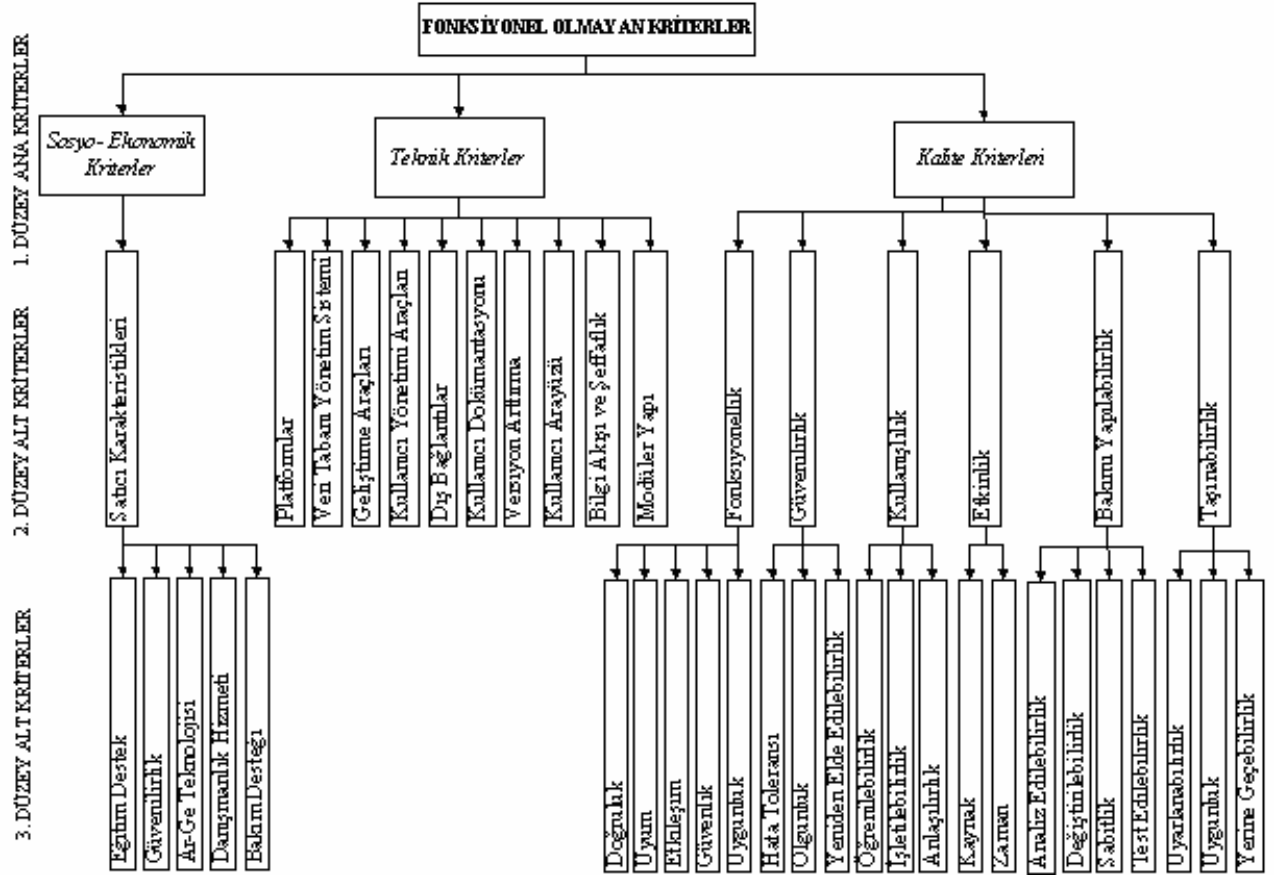 FONKSİYONEL OLMAYAN KRİTERLER
1. DÜZEY ANA KRİTERLER
Sosyo-Ekonomik
Kriterler
Teknik Kriterler
Kalite Kriterleri
2. DÜZEY ALT KRİTERLER
Satıcı Karakteristikleri
Platformlar
Veri Tabanı Yönetim Sistemi
Geliştirme Araçları
Kullanıcı Yönetimi Araçları
Dış Bağlantılar
Kullanıcı Dokümantasyonu
Versiyon Arttırma
Kullanıcı Arayüzü
Bilgi Akışı ve Şeffaflık
Modüler Yapı
Fonksiyonellik
Güvenilirlik
Kullanışlılık
Etkinlik
Bakımı Yapılabilirlik
Taşınabilirlik
3. DÜZEY ALT KRİTERLER
Eğitim Destek
Güvenilirlik
Ar-Ge Teknolojisi
Danışmanlık Hizmeti
Bakım Desteği
Doğruluk
Uyum
Etkileşim
Güvenlik
Uygunluk
Hata Toleransı
Olgunluk
Yeniden Elde Edilebilirlik
Öğrenilebilirlik
İşletilebilirlik
Anlaşılırlık
Kaynak
Zaman
Analiz Edilebilirlik
Değiştirilebilirlik
Sabitlik
Test Edilebilirlik
Uyarlanabilirlik
Uygunluk
Yerine Geçebilirlik